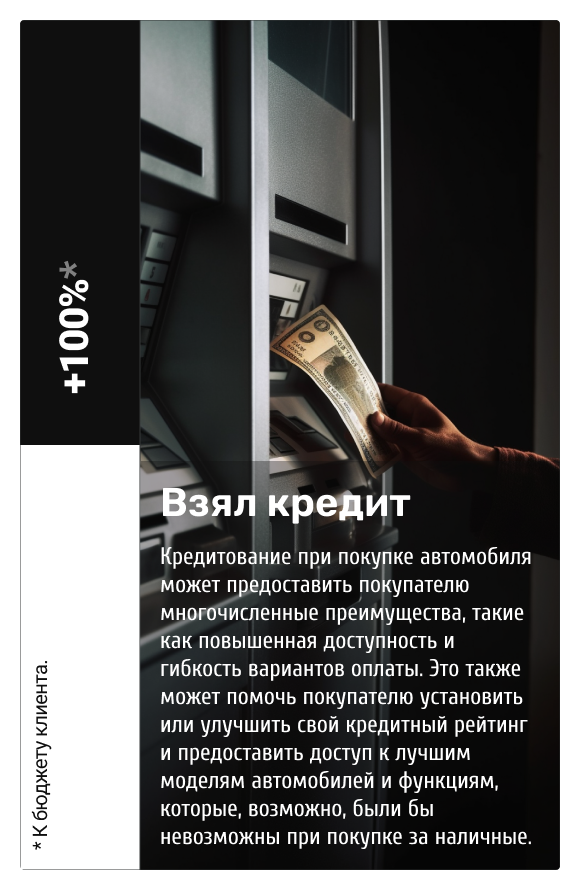 +100%*
* К бюджету клиента.
Взял кредит
Кредитование при покупке автомобиля
может предоставить покупателю
многочисленные преимущества, такие
как повышенная доступность и
гибкость вариантов оплаты. Это также
может помочь покупателю установить
или улучшить свой кредитный рейтинг
и предоставить доступ к лучшим
моделям автомобилей и функциям,
которые, возможно, были бы
невозможны при покупке за наличные.